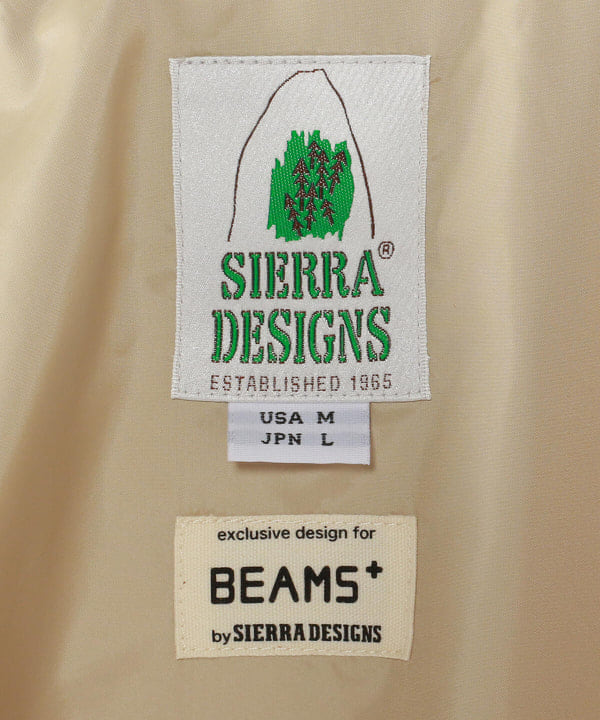 SIERRA®
DESIGNS
ESTABLISHED 1965
USA M
JPN L
exclusive design for
BEAMS+
by SIERRA DESIGNS